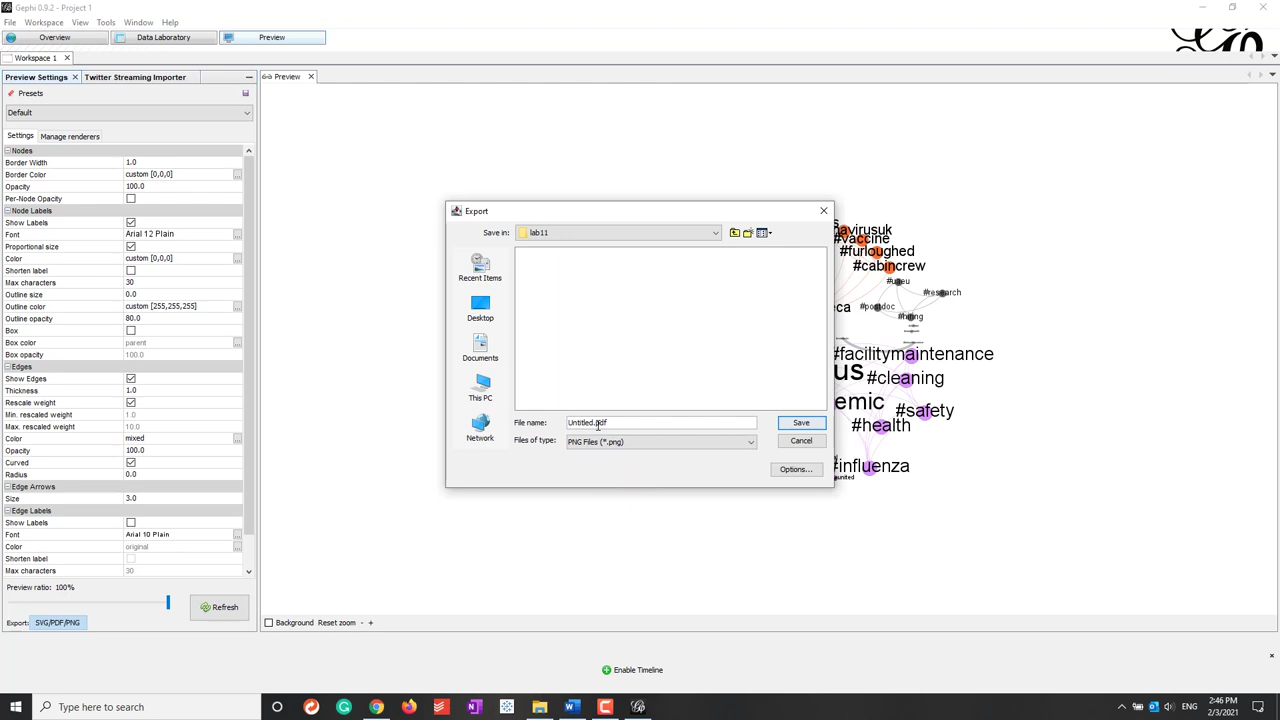 Gephi 0.9.2 - Project 1
File Workspace View Tools Window Help
Overview Data Laboratory Preview
Workspace 1
Preview Settings Twitter Streaming Importer
Preview
Presets
Default
Settings Manage renderers
Nodes
Border Width 1.0
Border Color custom [0,0,0] ...
Opacity 100.0
Per-Node Opacity
Node Labels
Show Labels
Font Arial 12 Plain ...
Proportional size
Color custom [0,0,0] ...
Shorten label
Max characters 30
Outline size 0.0
Outline color custom [255,255,255] ...
Outline opacity 80.0
Box
Box color parent ...
Box opacity 100.0
Edges
Show Edges
Thickness 1.0
Rescale weight
Min. rescaled weight 1.0
Max. rescaled weight 10.0
Color mixed ...
Opacity 100.0
Curved
Radius 0.0
Edge Arrows
Size 3.0
Edge Labels
Show Labels
Font Arial 10 Plain ...
Color original ...
Shorten label
Max characters 30
Preview ratio: 100%
Refresh
Export: SVG/PDF/PNG
Export
Save in: lab11
Recent Items
Desktop
Documents
This PC
Network
File name: Untitled.pdf
Save
Files of type: PNG Files (*.png)
Cancel
Options...
navirusuk
#vaccine
#furloughed
#cabincrew
#useu
#research
#postdoc
ca
#hiring
#facilitymaintenance
us
#cleaning
emic
#safety
#health
#influenza
united
Background Reset zoom - +
Enable Timeline
Type here to search
ENG
2:46 PM
2/3/2021